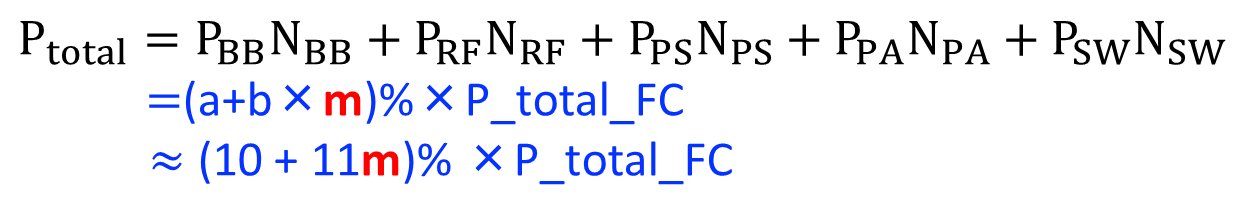 P_total = P_BB N_BB + P_RF N_RF + P_PS N_PS + P_PA N_PA + P_SW N_SW
=(a+b × m)% × P_total_FC
≈ (10 + 11m)% × P_total_FC